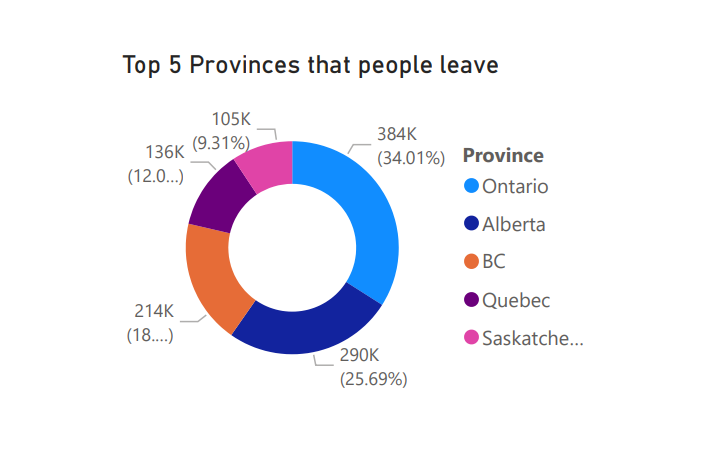 Top 5 Provinces that people leave
105K
(9.31%)
384K
(34.01%)
136K
(12.0...)
214K
(18....)
290K
(25.69%)
Province
Ontario
Alberta
BC
Quebec
Saskatche...